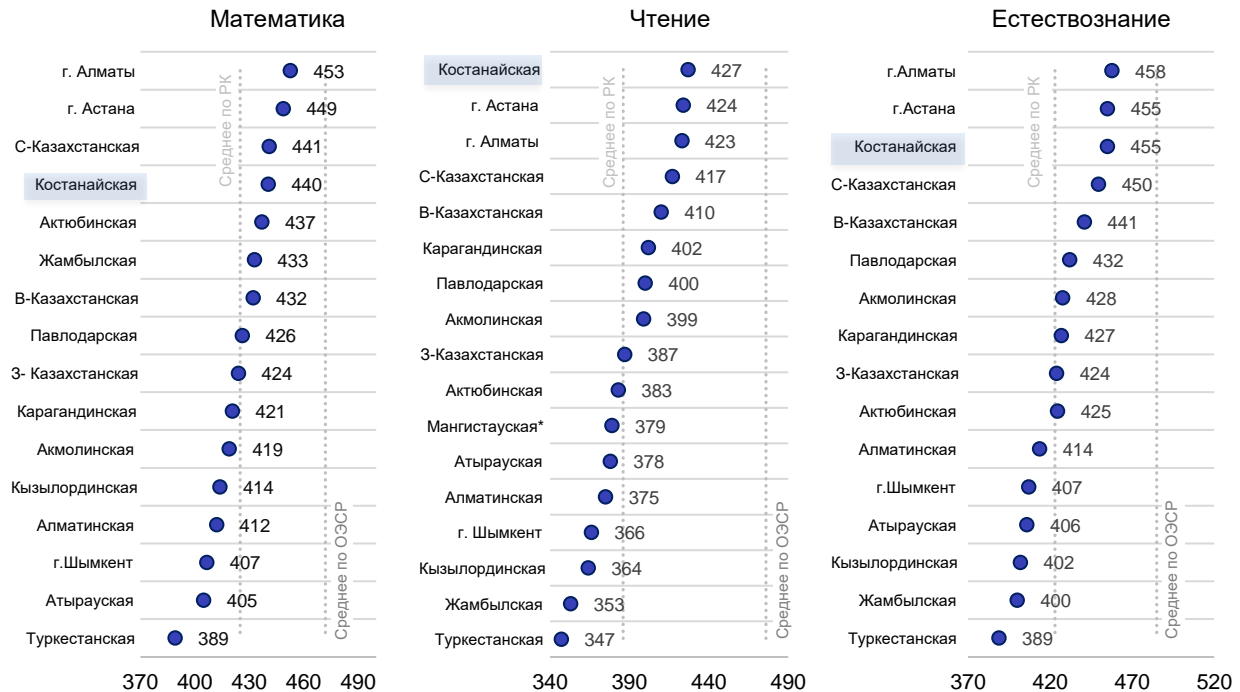 Математика
г. Алматы 453
г. Астана 449
С-Казахстанская 441
Костанайская 440
Актюбинская 437
Жамбылская 433
В-Казахстанская 432
Павлодарская 426
З- Казахстанская 424
Карагандинская 421
Акмолинская 419
Кызылординская 414
Алматинская 412
г.Шымкент 407
Атырауская 405
Туркестанская 389
Среднее по РК
Среднее по ОЭСР
370 400 430 460 490
Чтение
Костанайская 427
г. Астана 424
г. Алматы 423
С-Казахстанская 417
В-Казахстанская 410
Карагандинская 402
Павлодарская 400
Акмолинская 399
З-Казахстанская 387
Актюбинская 383
Мангистауская* 379
Атырауская 378
Алматинская 375
г. Шымкент 366
Кызылординская 364
Жамбылская 353
Туркестанская 347
Среднее по РК
Среднее по ОЭСР
340 390 440 490
Естествознание
г.Алматы 458
г.Астана 455
Костанайская 455
С-Казахстанская 450
В-Казахстанская 441
Павлодарская 432
Акмолинская 428
Карагандинская 427
З-Казахстанская 424
Актюбинская 425
Алматинская 414
г.Шымкент 407
Атырауская 406
Кызылординская 402
Жамбылская 400
Туркестанская 389
Среднее по РК
Среднее по ОЭСР
370 420 470 520